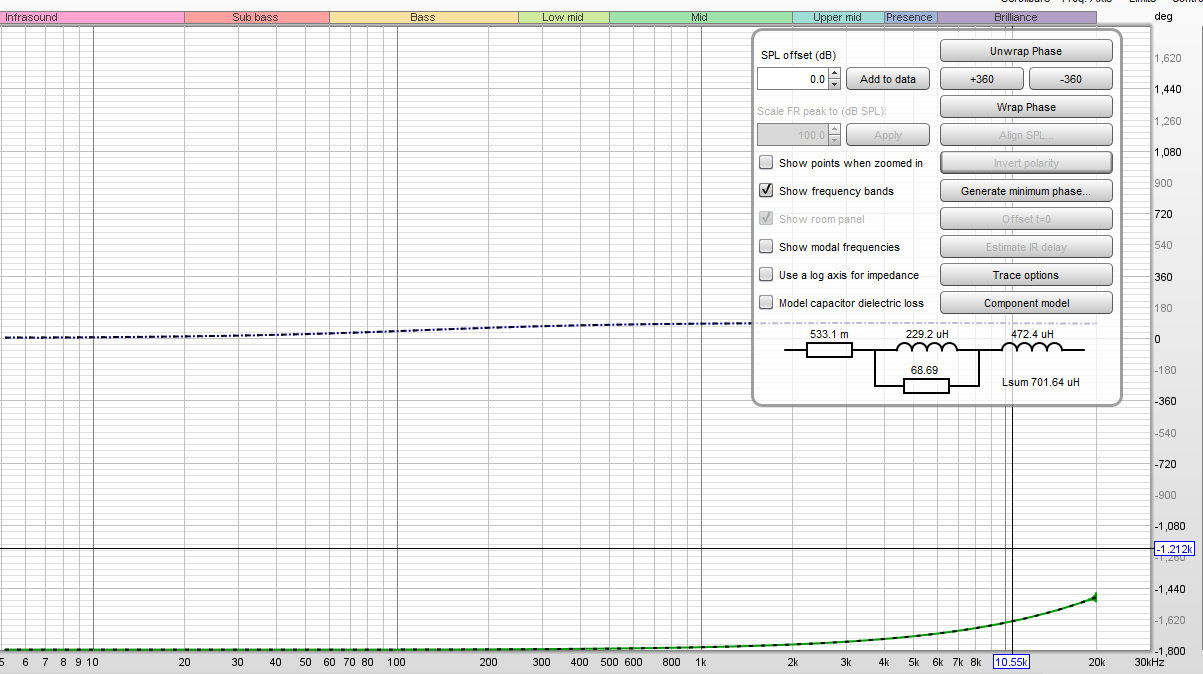 Infrasound Sub bass Bass Low mid Mid Upper mid Presence Brilliance deg
SPL offset (dB) Unwrap Phase
0.0 Add to data +360 -360
Scale FR peak to (dB SPL): Wrap Phase
100.0 Apply Align SPL...
Show points when zoomed in Invert polarity
Show frequency bands Generate minimum phase...
Show room panel Offset t=0
Show modal frequencies Estimate IR delay
Use a log axis for impedance Trace options
Model capacitor dielectric loss Component model
533.1 m 229.2 uH 472.4 uH
68.69
Lsum 701.64 uH
1,620
1,440
1,260
1,080
900
720
540
360
180
0
-180
-360
-540
-720
-900
-1,080
-1.212k
-1,260
-1,440
-1,620
-1,800
5 6 7 8 9 10 20 30 40 50 60 70 80 100 200 300 400 500 600 800 1k 2k 3k 4k 5k 6k 7k 8k 10.55k 20k 30kHz